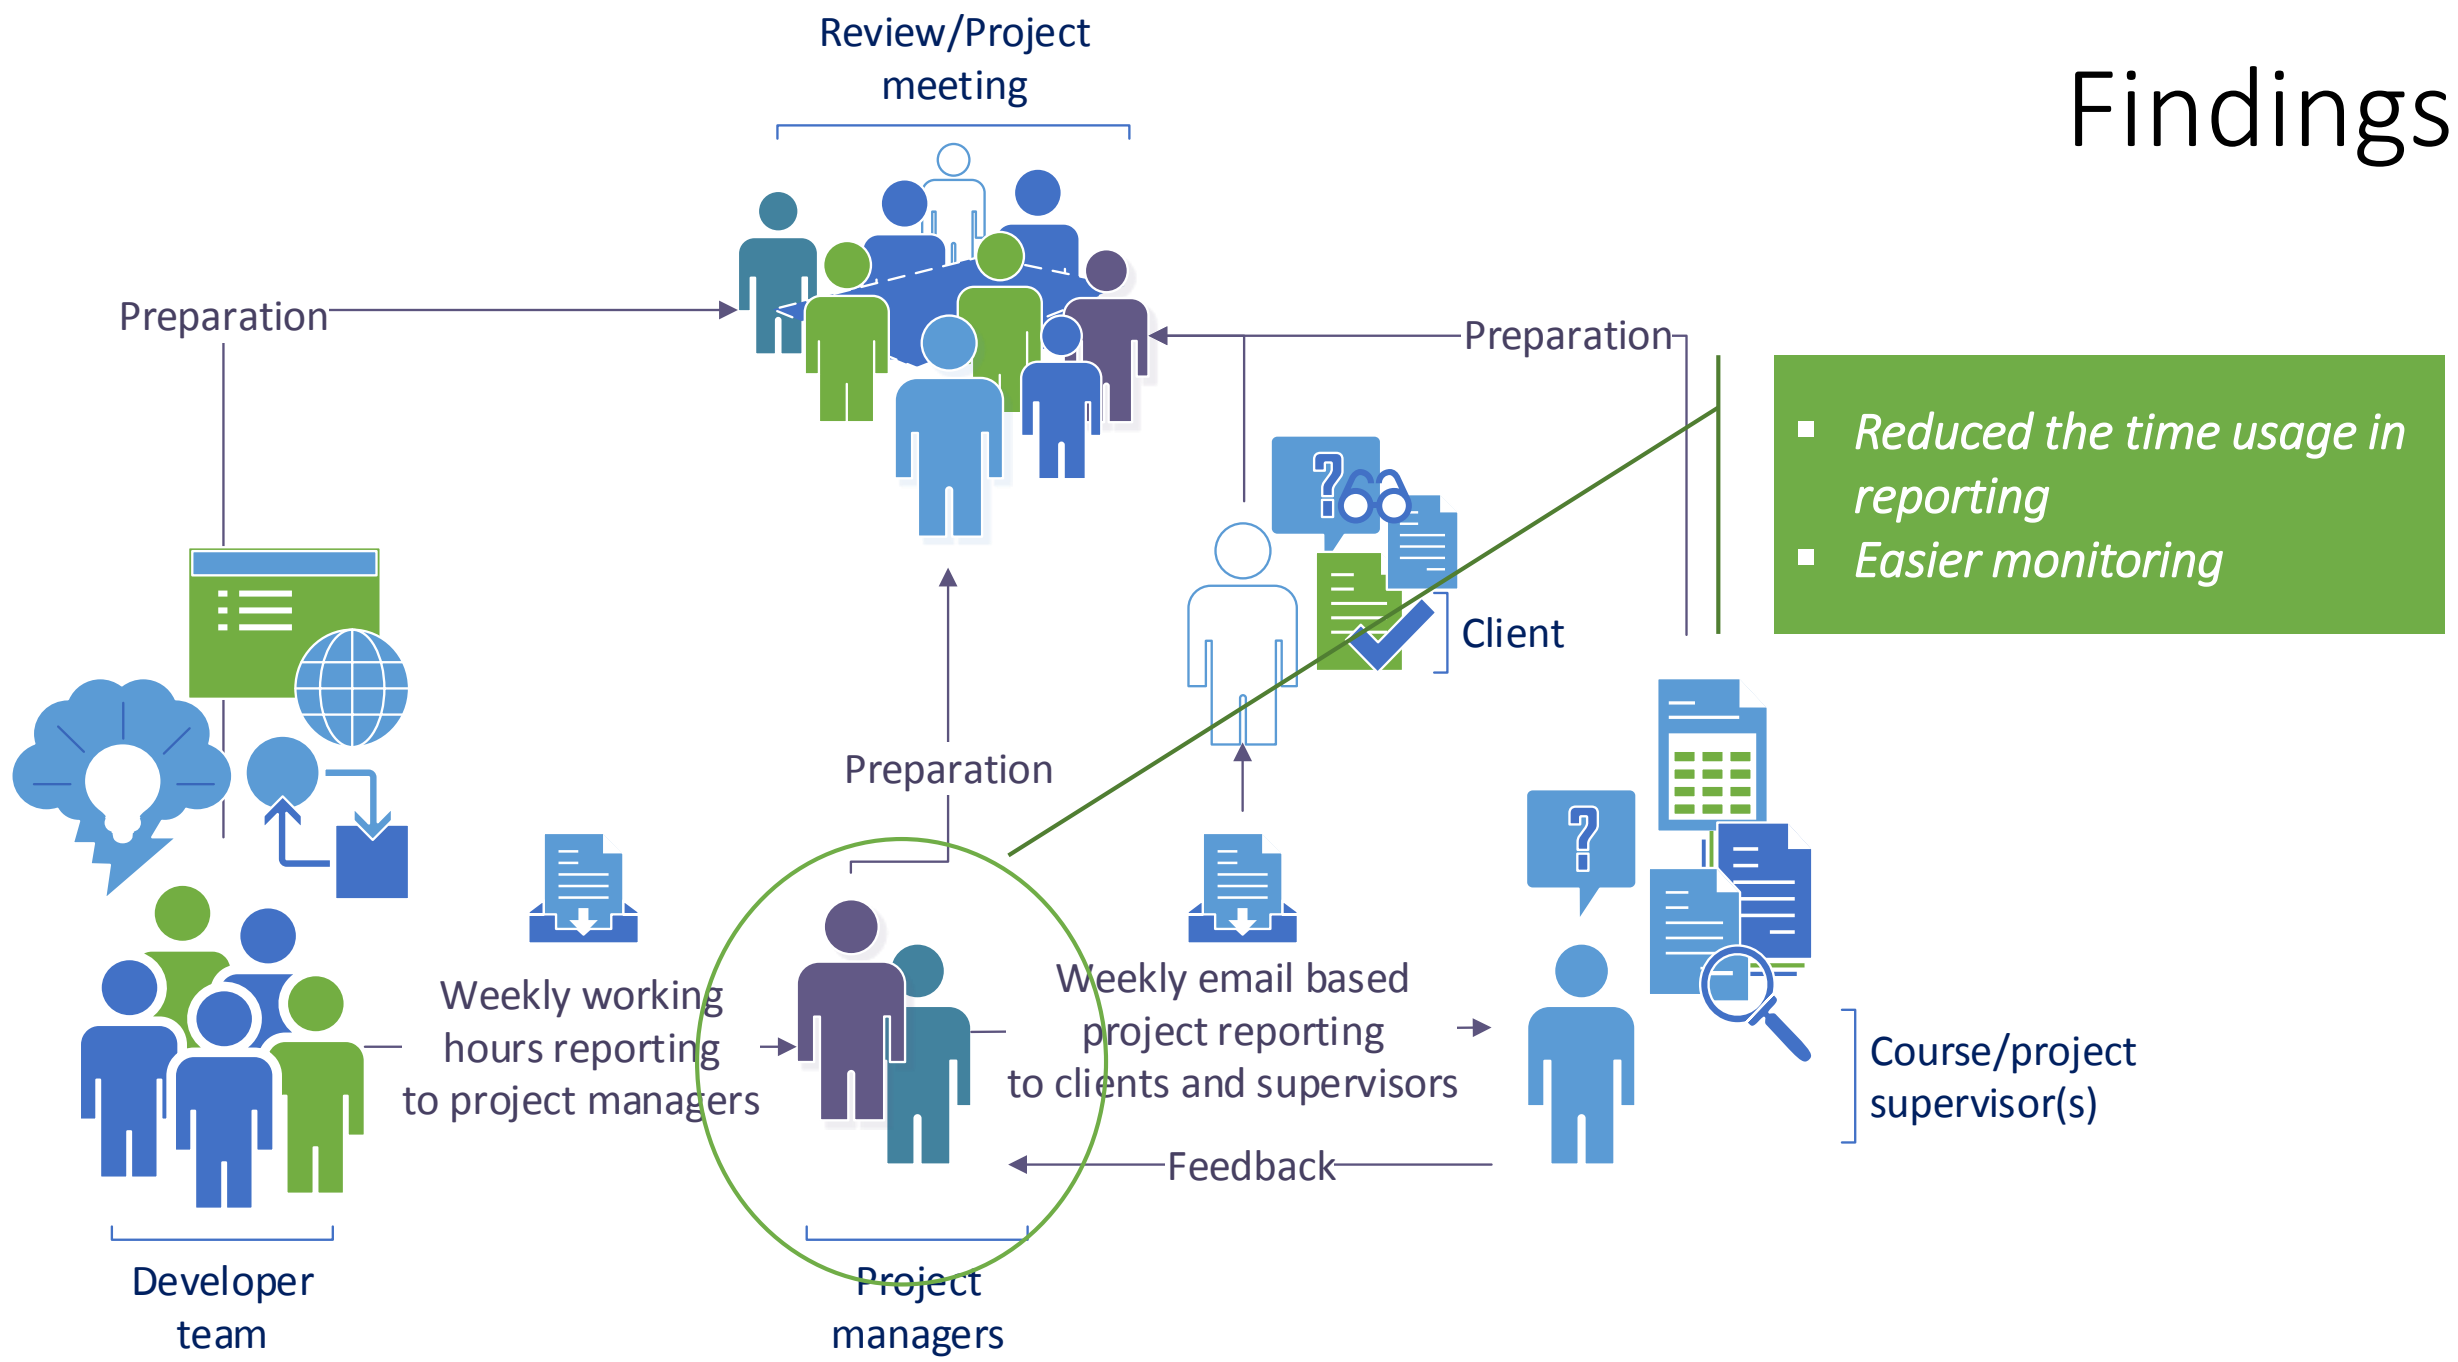 Findings
Review/Project
meeting
Preparation
Preparation
Reduced the time usage in
reporting
Easier monitoring
?
Client
Preparation
?
Weekly working
hours reporting
to project managers
Weekly email based
project reporting
to clients and supervisors
Feedback
Course/project
supervisor(s)
Developer
team
Project
managers